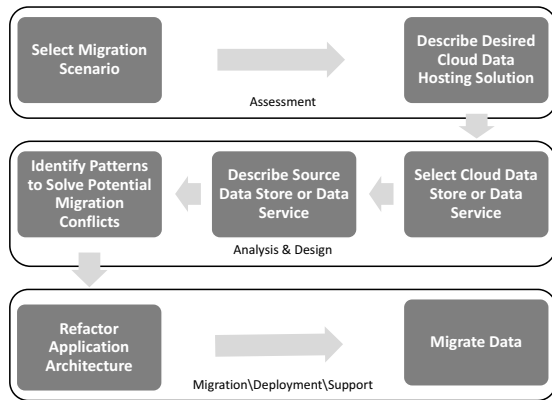 Select Migration
Scenario
Describe Desired
Cloud Data
Hosting Solution
Assessment
Identify Patterns
to Solve Potential
Migration
Conflicts
Describe Source
Data Store or Data
Service
Select Cloud Data
Store or Data
Service
Analysis & Design
Refactor
Application
Architecture
Migrate Data
Migration\Deployment\Support